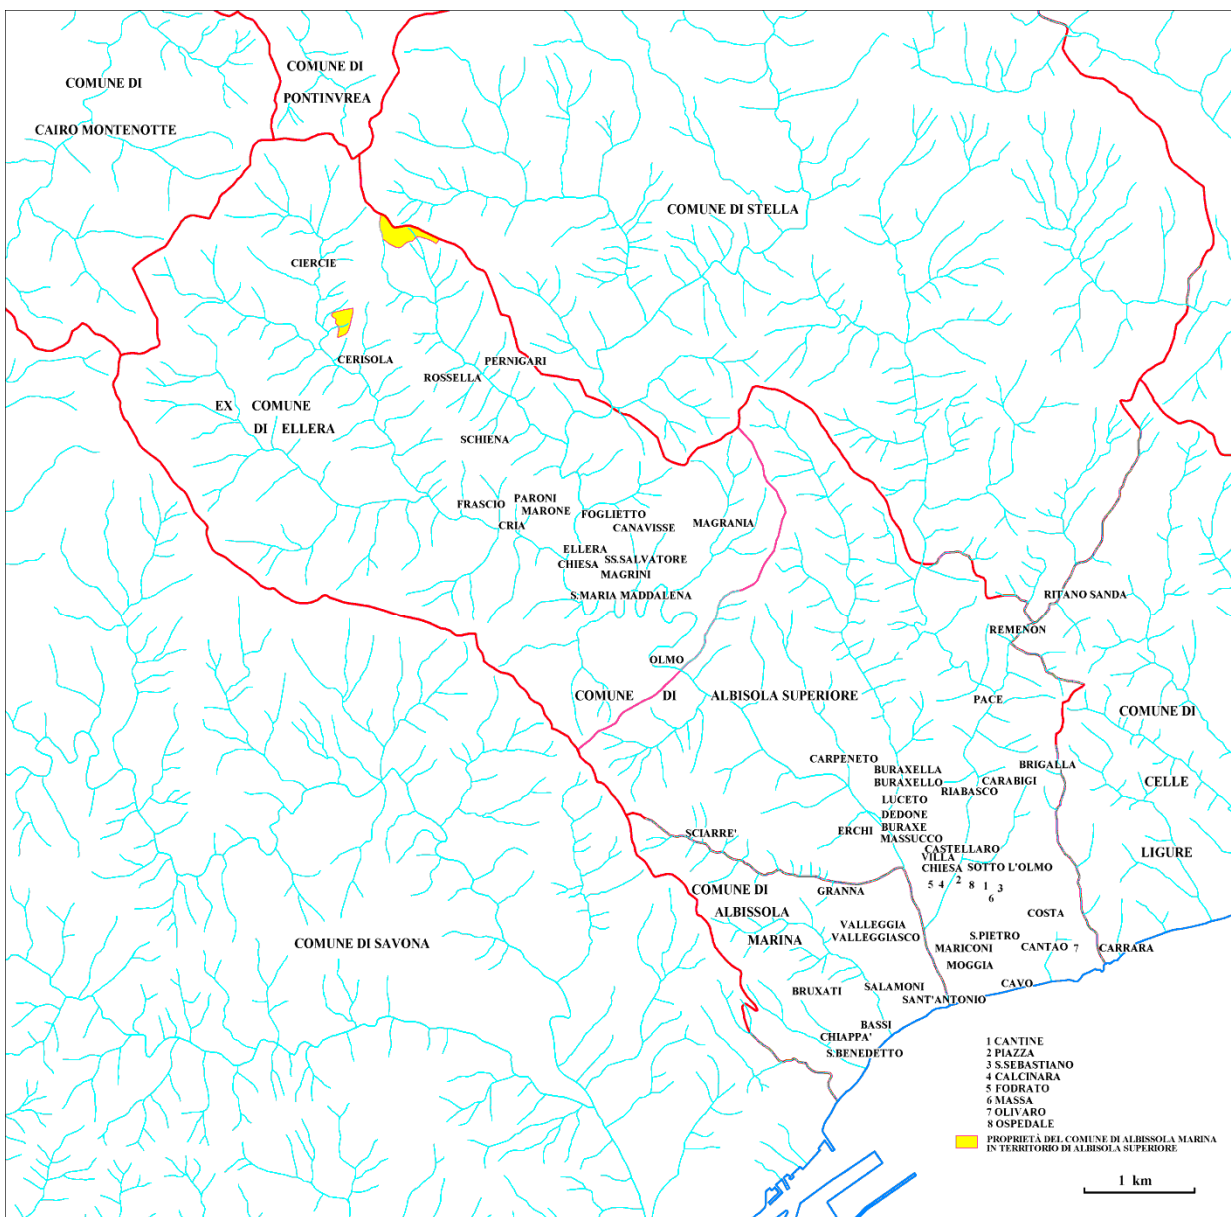 COMUNE DI
PONTINVREA
COMUNE DI
CAIRO MONTENOTTE
COMUNE DI STELLA
CIERCIE
CERISOLA
PERNIGARI
ROSSELLA
EX COMUNE
DI ELLERA
SCHIENA
FRASCIO
PARONI
MARONE
CRIA
FOGLIETTO
CANAVISSE
MAGRANIA
ELLERA
CHIESA
SS.SALVATORE
MAGRINI
S.MARIA MADDALENA
RITANO SANDA
REMENON
OLMO
COMUNE DI ALBISOLA SUPERIORE
PACE
COMUNE DI
CELLE
LIGURE
CARPENETO
BURAXELLA
BURAXELLO
BRIGALLA
CARABIGI
RIABASCO
LUCETO
DEDONE
BURAXE
MASSUCCO
ERCHI
SCIARRE'
CASTELLARO
VILLA
CHIESA
SOTTO L'OLMO
5 4 2 8 1 3
6
GRANNA
COMUNE DI
ALBISSOLA
MARINA
COSTA
VALLEGGIA
VALLEGGIASCO
S.PIETRO
MARICONI
CANTAO 7
CARRARA
MOGGIA
COMUNE DI SAVONA
BRUXATI
SALAMONI
CAVO
SANT'ANTONIO
BASSI
CHIAPPA'
S.BENEDETTO
1 CANTINE
2 PIAZZA
3 S.SEBASTIANO
4 CALCINARA
5 FODRATO
6 MASSA
7 OLIVARO
8 OSPEDALE
PROPRIETÀ DEL COMUNE DI ALBISSOLA MARINA
IN TERRITORIO DI ALBISOLA SUPERIORE
1 km